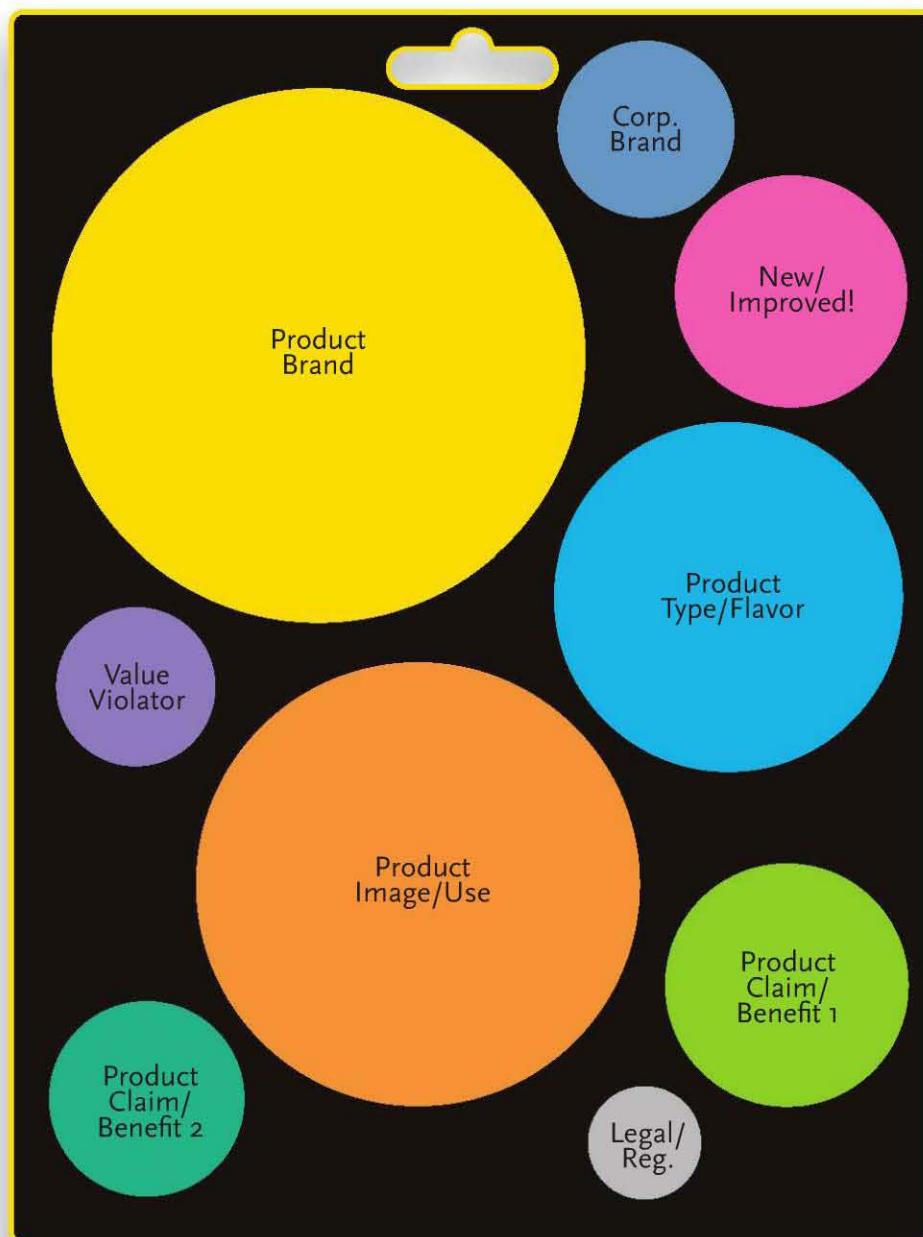 Corp.
Brand
New/
Improved!
Product
Brand
Product
Type/Flavor
Value
Violator
Product
Image/Use
Product
Claim/
Benefit 1
Product
Claim/
Benefit 2
Legal/
Reg.